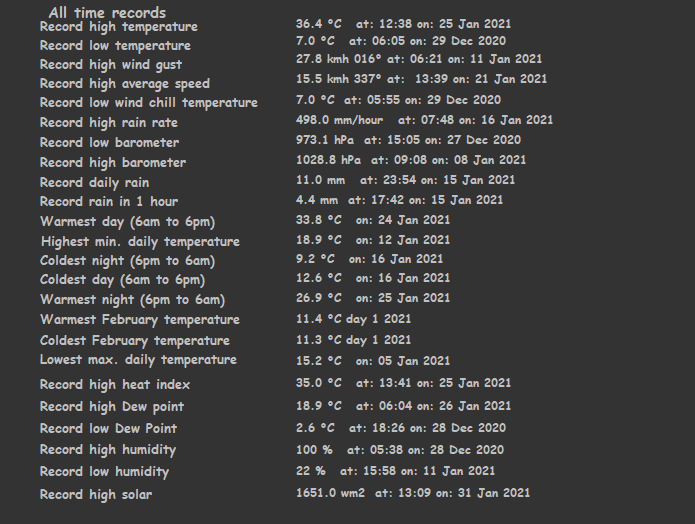 All time records
Record high temperature 36.4 °C at: 12:38 on: 25 Jan 2021
Record low temperature 7.0 °C at: 06:05 on: 29 Dec 2020
Record high wind gust 27.8 kmh 016° at: 06:21 on: 11 Jan 2021
Record high average speed 15.5 kmh 337° at: 13:39 on: 21 Jan 2021
Record low wind chill temperature 7.0 °C at: 05:55 on: 29 Dec 2020
Record high rain rate 498.0 mm/hour at: 07:48 on: 16 Jan 2021
Record low barometer 973.1 hPa at: 15:05 on: 27 Dec 2020
Record high barometer 1028.8 hPa at: 09:08 on: 08 Jan 2021
Record daily rain 11.0 mm at: 23:54 on: 15 Jan 2021
Record rain in 1 hour 4.4 mm at: 17:42 on: 15 Jan 2021
Warmest day (6am to 6pm) 33.8 °C on: 24 Jan 2021
Highest min. daily temperature 18.9 °C on: 12 Jan 2021
Coldest night (6pm to 6am) 9.2 °C on: 16 Jan 2021
Coldest day (6am to 6pm) 12.6 °C on: 16 Jan 2021
Warmest night (6pm to 6am) 26.9 °C on: 25 Jan 2021
Warmest February temperature 11.4 °C day 1 2021
Coldest February temperature 11.3 °C day 1 2021
Lowest max. daily temperature 15.2 °C on: 05 Jan 2021
Record high heat index 35.0 °C at: 13:41 on: 25 Jan 2021
Record high Dew point 18.9 °C at: 06:04 on: 26 Jan 2021
Record low Dew Point 2.6 °C at: 18:26 on: 28 Dec 2020
Record high humidity 100 % at: 05:38 on: 28 Dec 2020
Record low humidity 22 % at: 15:58 on: 11 Jan 2021
Record high solar 1651.0 wm2 at: 13:09 on: 31 Jan 2021